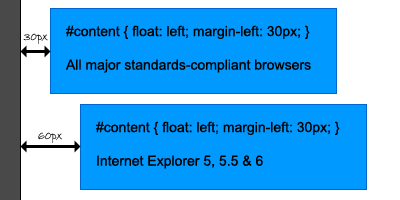 30px
#content { float: left; margin-left: 30px; }
All major standards-compliant browsers
60px
#content { float: left; margin-left: 30px; }
Internet Explorer 5, 5.5 & 6